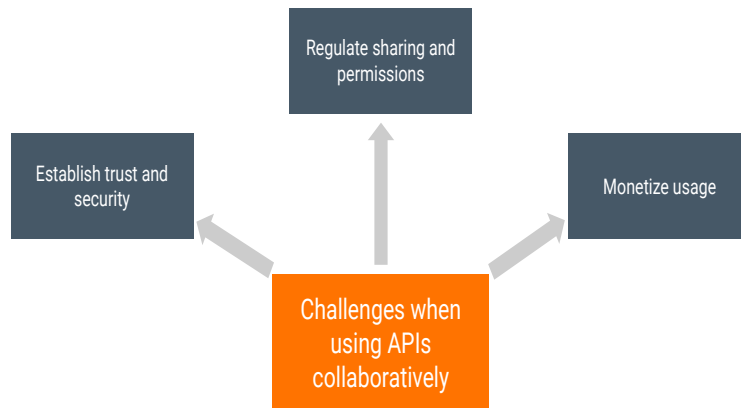 Regulate sharing and
permissions
Establish trust and
security
Monetize usage
Challenges when
using APIs
collaboratively